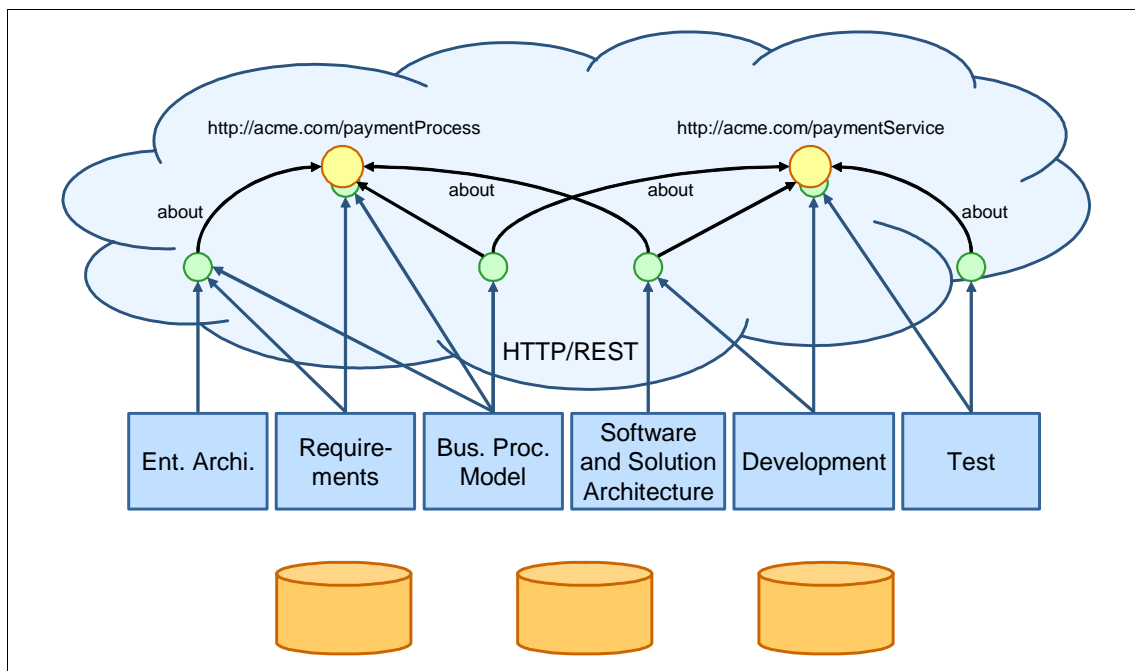 http://acme.com/paymentProcess
http://acme.com/paymentService
about
about
about
about
HTTP/REST
Ent. Archi.
Require-
ments
Bus. Proc.
Model
Software
and Solution
Architecture
Development
Test